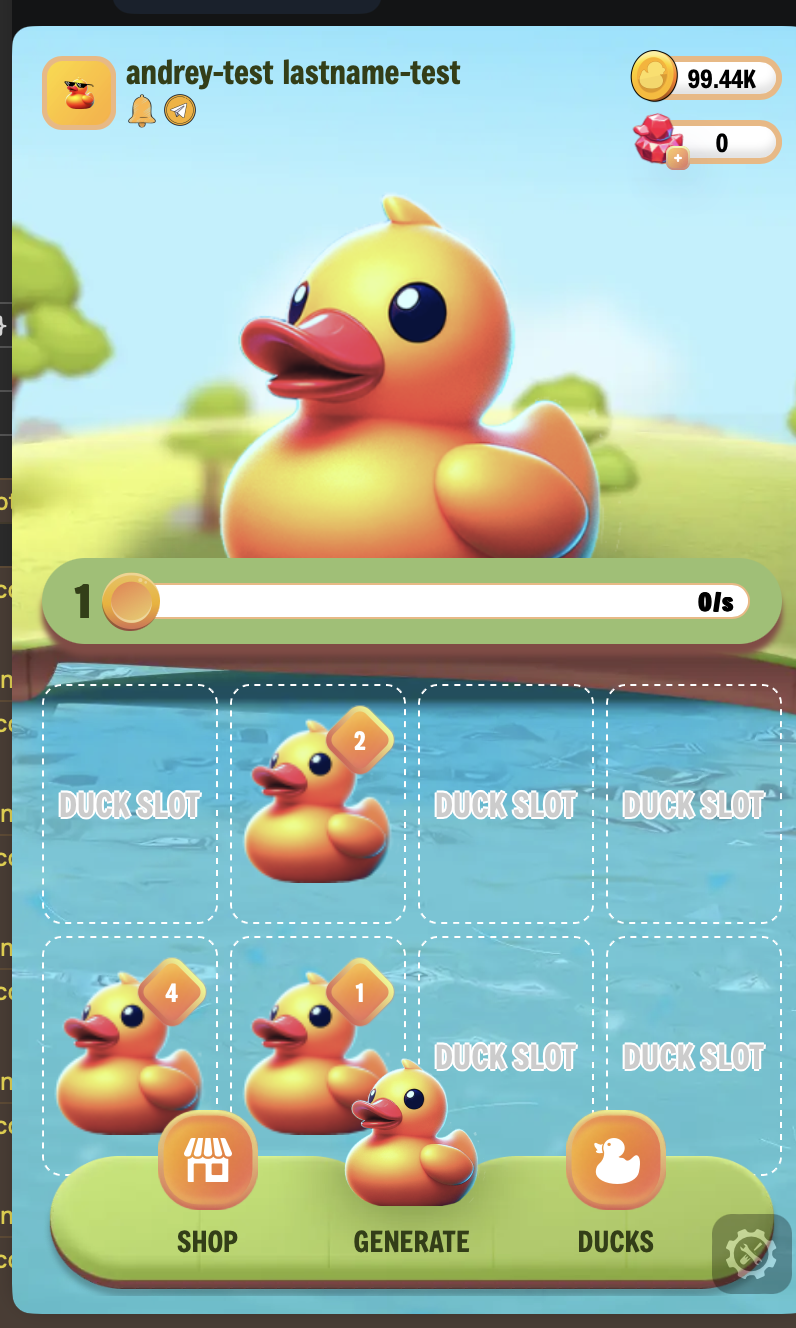 andrey-test lastname-test
99.44K
0
1
0/s
DUCK SLOT
2
DUCK SLOT
DUCK SLOT
4
1
DUCK SLOT
DUCK SLOT
SHOP
GENERATE
DUCKS